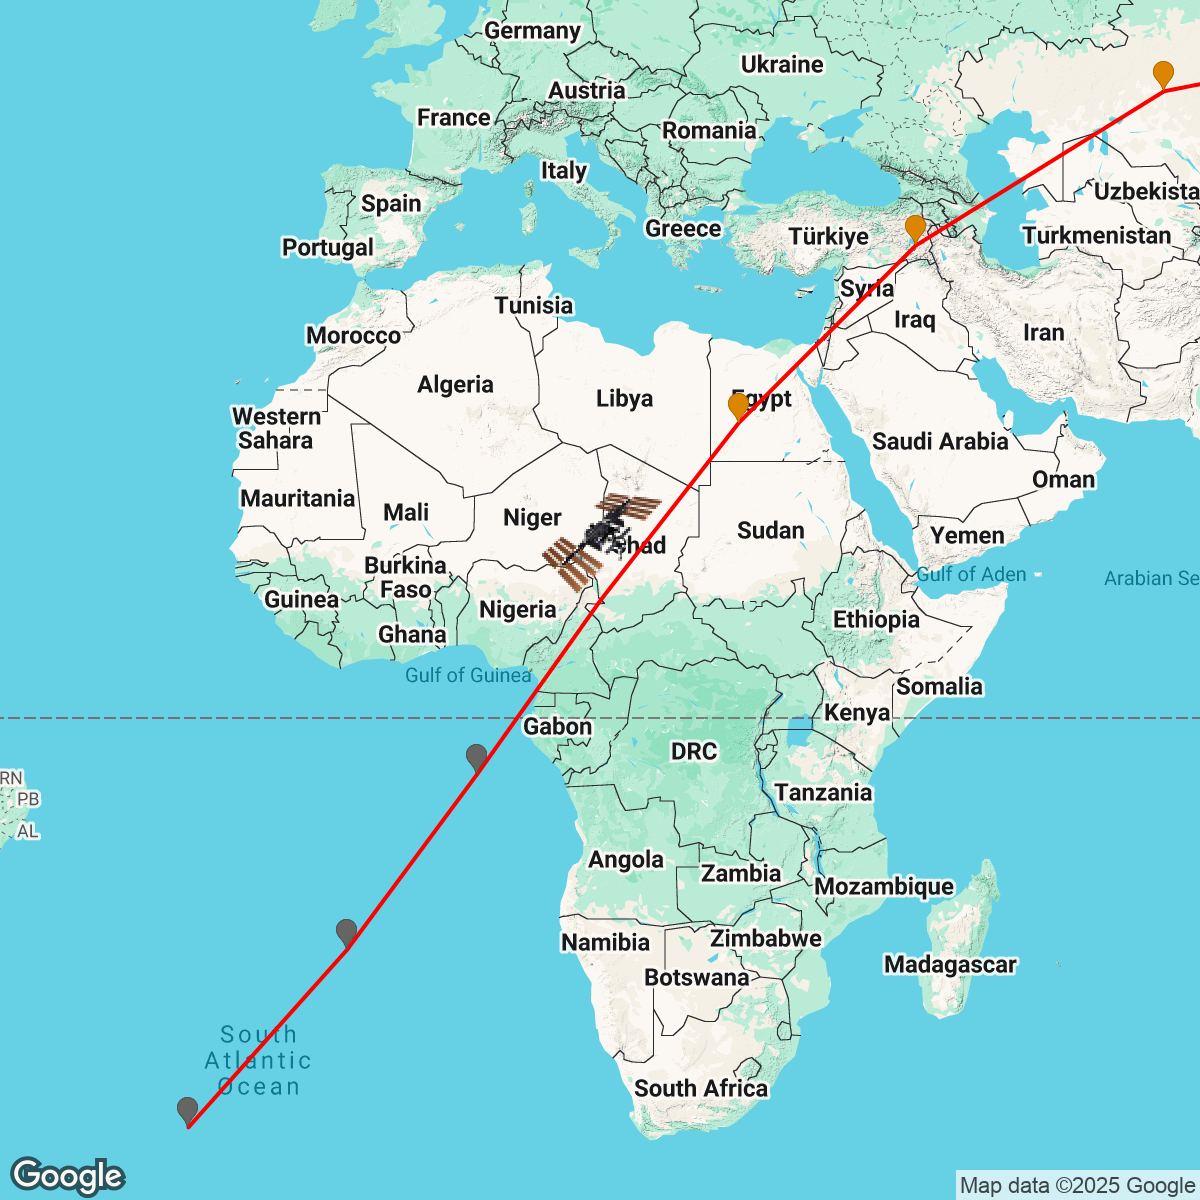 Germany
Ukraine
Austria
France
Romania
Italy
Spain
Uzbekista
Greece
Türkiye
Turkmenistan
Portugal
Syria
Tunisia
Iraq
Iran
Morocco
Algeria
Libya
Egypt
Western
Sahara
Saudi Arabia
Oman
Mauritania
Mali
Niger
Sudan
Yemen
had
Burkina
Faso
Gulf of Aden
Arabian Se
Guinea
Nigeria
Ethiopia
Ghana
Gulf of Guinea
Somalia
Kenya
Gabon
DRC
RN
PB
AL
Tanzania
Angola
Zambia
Mozambique
Namibia
Zimbabwe
Botswana
Madagascar
South
Atlantic
Ocean
South Africa
Google
Map data ©2025 Google